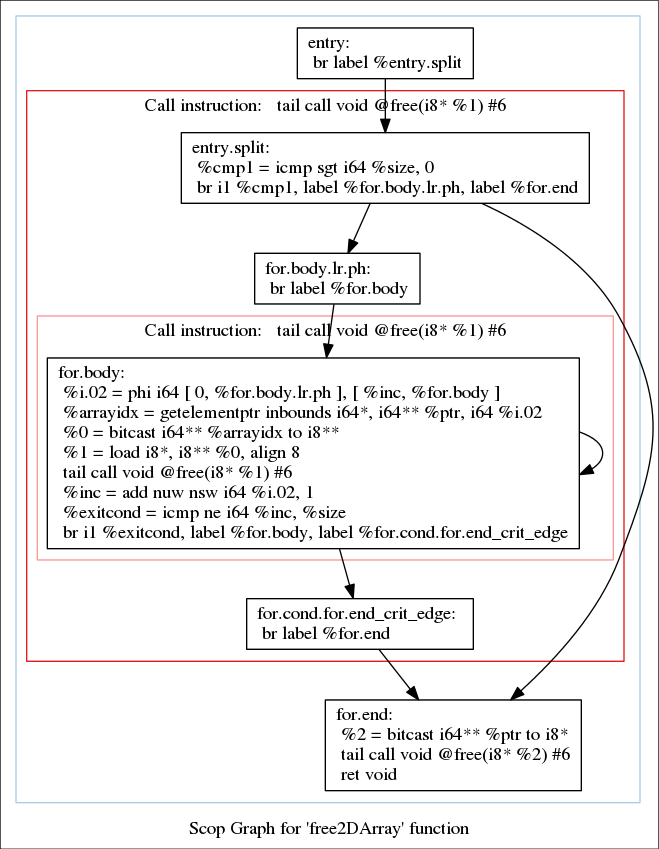 entry:
br label %entry.split
Call instruction: tail call void @free(i8* %1) #6
entry.split:
%cmp1 = icmp sgt i64 %size, 0
br i1 %cmp1, label %for.body.lr.ph, label %for.end
for.body.lr.ph:
br label %for.body
Call instruction: tail call void @free(i8* %1) #6
for.body:
%i.02 = phi i64 [ 0, %for.body.lr.ph ], [ %inc, %for.body ]
%arrayidx = getelementptr inbounds i64*, i64** %ptr, i64 %i.02
%0 = bitcast i64** %arrayidx to i8**
%1 = load i8*, i8** %0, align 8
tail call void @free(i8* %1) #6
%inc = add nuw nsw i64 %i.02, 1
%exitcond = icmp ne i64 %inc, %size
br i1 %exitcond, label %for.body, label %for.cond.for.end_crit_edge
for.cond.for.end_crit_edge:
br label %for.end
for.end:
%2 = bitcast i64** %ptr to i8*
tail call void @free(i8* %2) #6
ret void
Scop Graph for 'free2DArray' function